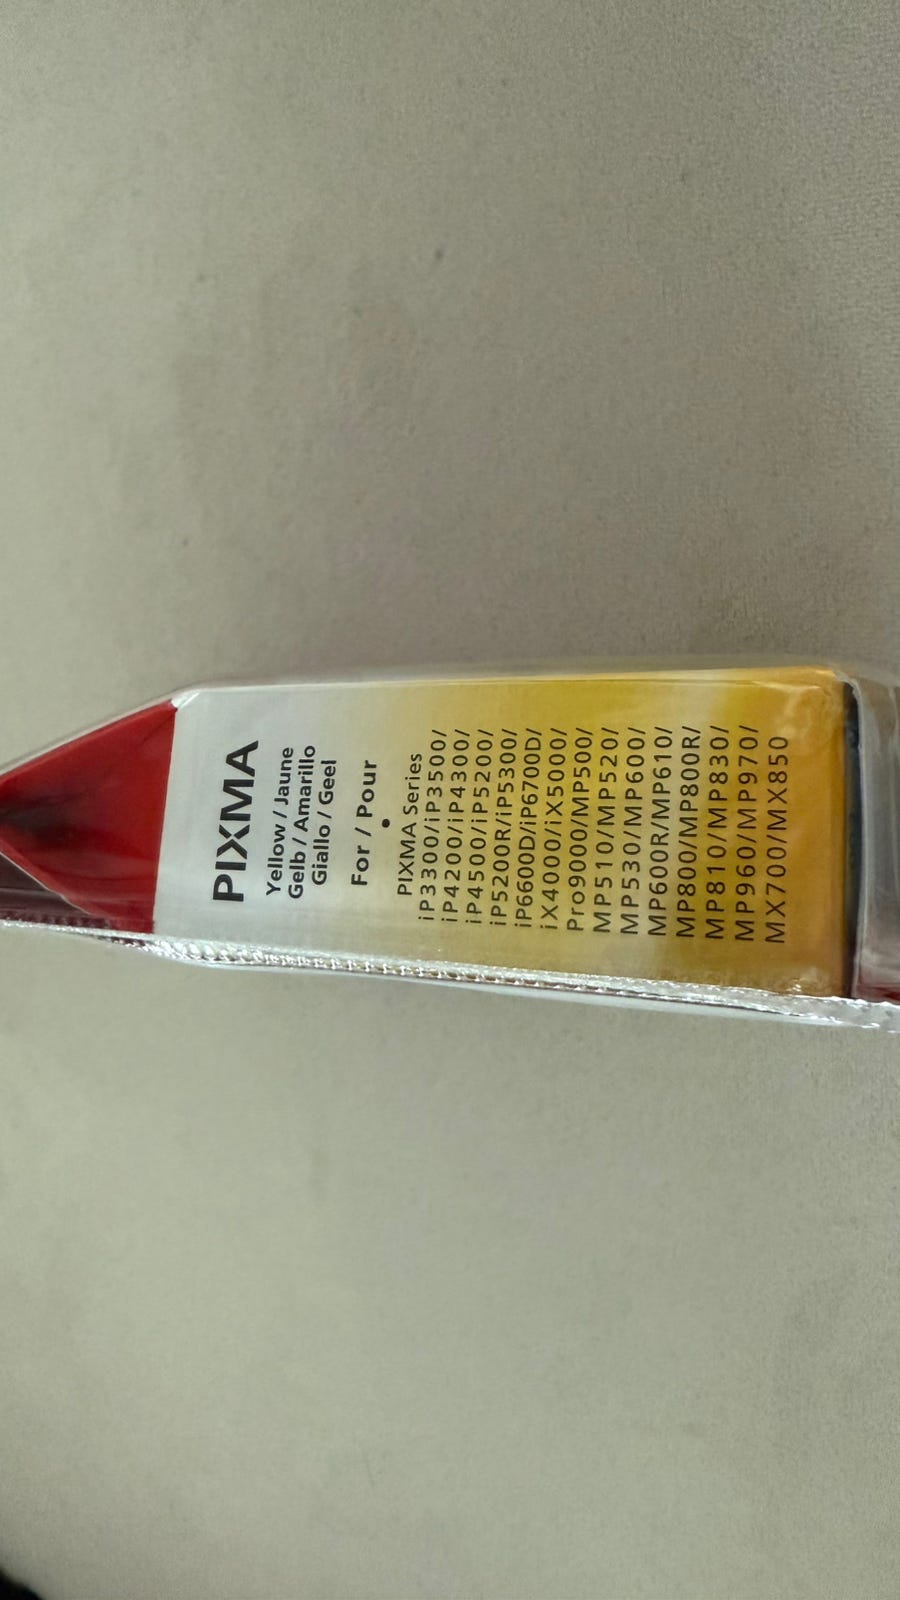 PIXMA
Yellow / Jaune
Gelb / Amarillo
Giallo / Geel
For / Pour
•
PIXMA Series
iP3300/iP3500/
iP4200/iP4300/
iP4500/iP5200/
iP5200R/iP5300/
iP6600D/iP6700D/
iX4000/iX5000/
Pro9000/MP500/
MP510/MP520/
MP530/MP600/
MP600R/MP610/
MP800/MP800R/
MP810/MP830/
MP960/MP970/
MX700/MX850